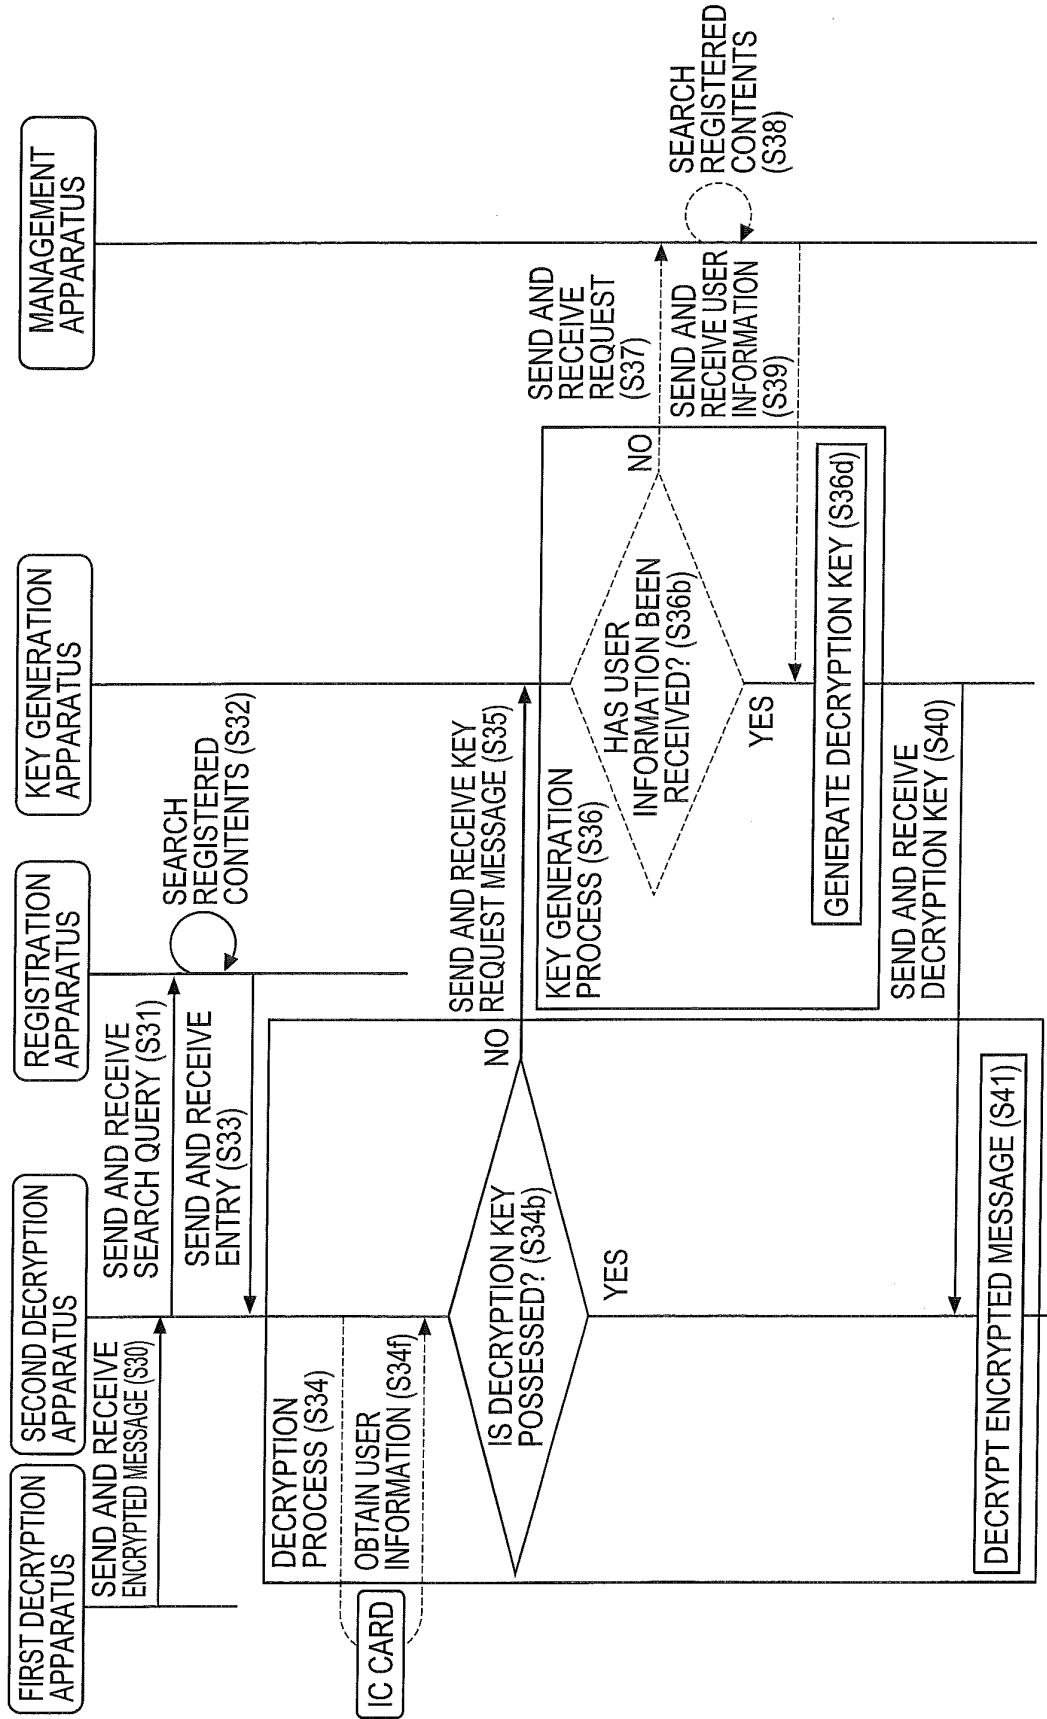 FIRST DECRYPTION
APPARATUS
SECOND DECRYPTION
APPARATUS
REGISTRATION
APPARATUS
KEY GENERATION
APPARATUS
MANAGEMENT
APPARATUS
SEND AND RECEIVE
ENCRYPTED MESSAGE (S30)
SEND AND RECEIVE
SEARCH QUERY (S31)
SEARCH
REGISTERED
CONTENTS (S32)
SEND AND RECEIVE
ENTRY (S33)
DECRYPTION
PROCESS (S34)
IC CARD
OBTAIN USER
INFORMATION (S34f)
IS DECRYPTION KEY
POSSESSED? (S34b)
NO
YES
SEND AND RECEIVE KEY
REQUEST MESSAGE (S35)
KEY GENERATION
PROCESS (S36)
HAS USER
INFORMATION BEEN
RECEIVED? (S36b)
NO
YES
SEND AND
RECEIVE
REQUEST
(S37)
SEARCH
REGISTERED
CONTENTS
(S38)
SEND AND
RECEIVE USER
INFORMATION
(S39)
GENERATE DECRYPTION KEY (S36d)
SEND AND RECEIVE
DECRYPTION KEY (S40)
DECRYPT ENCRYPTED MESSAGE (S41)